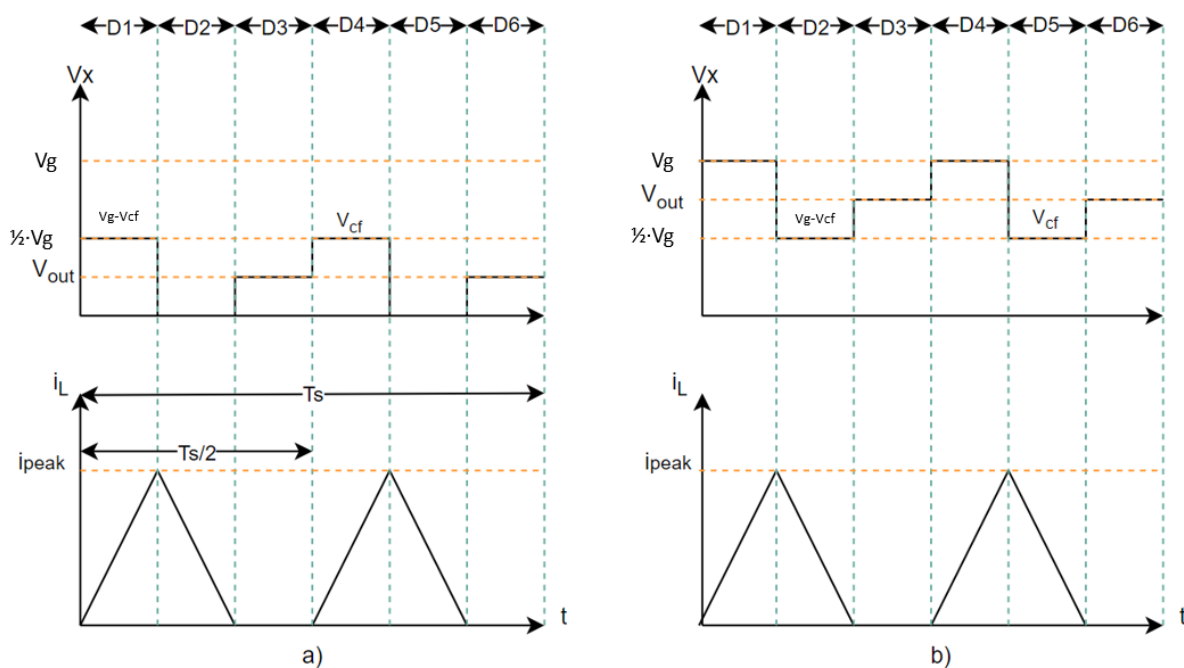 D1 D2 D3 D4 D5 D6
Vx
Vg
Vg-Vcf
Vcf
½·Vg
Vout
iL
Ts
Ts/2
ipeak
t
a)
D1 D2 D3 D4 D5 D6
Vx
Vg
Vout
Vg-Vcf
Vcf
½·Vg
iL
ipeak
t
b)